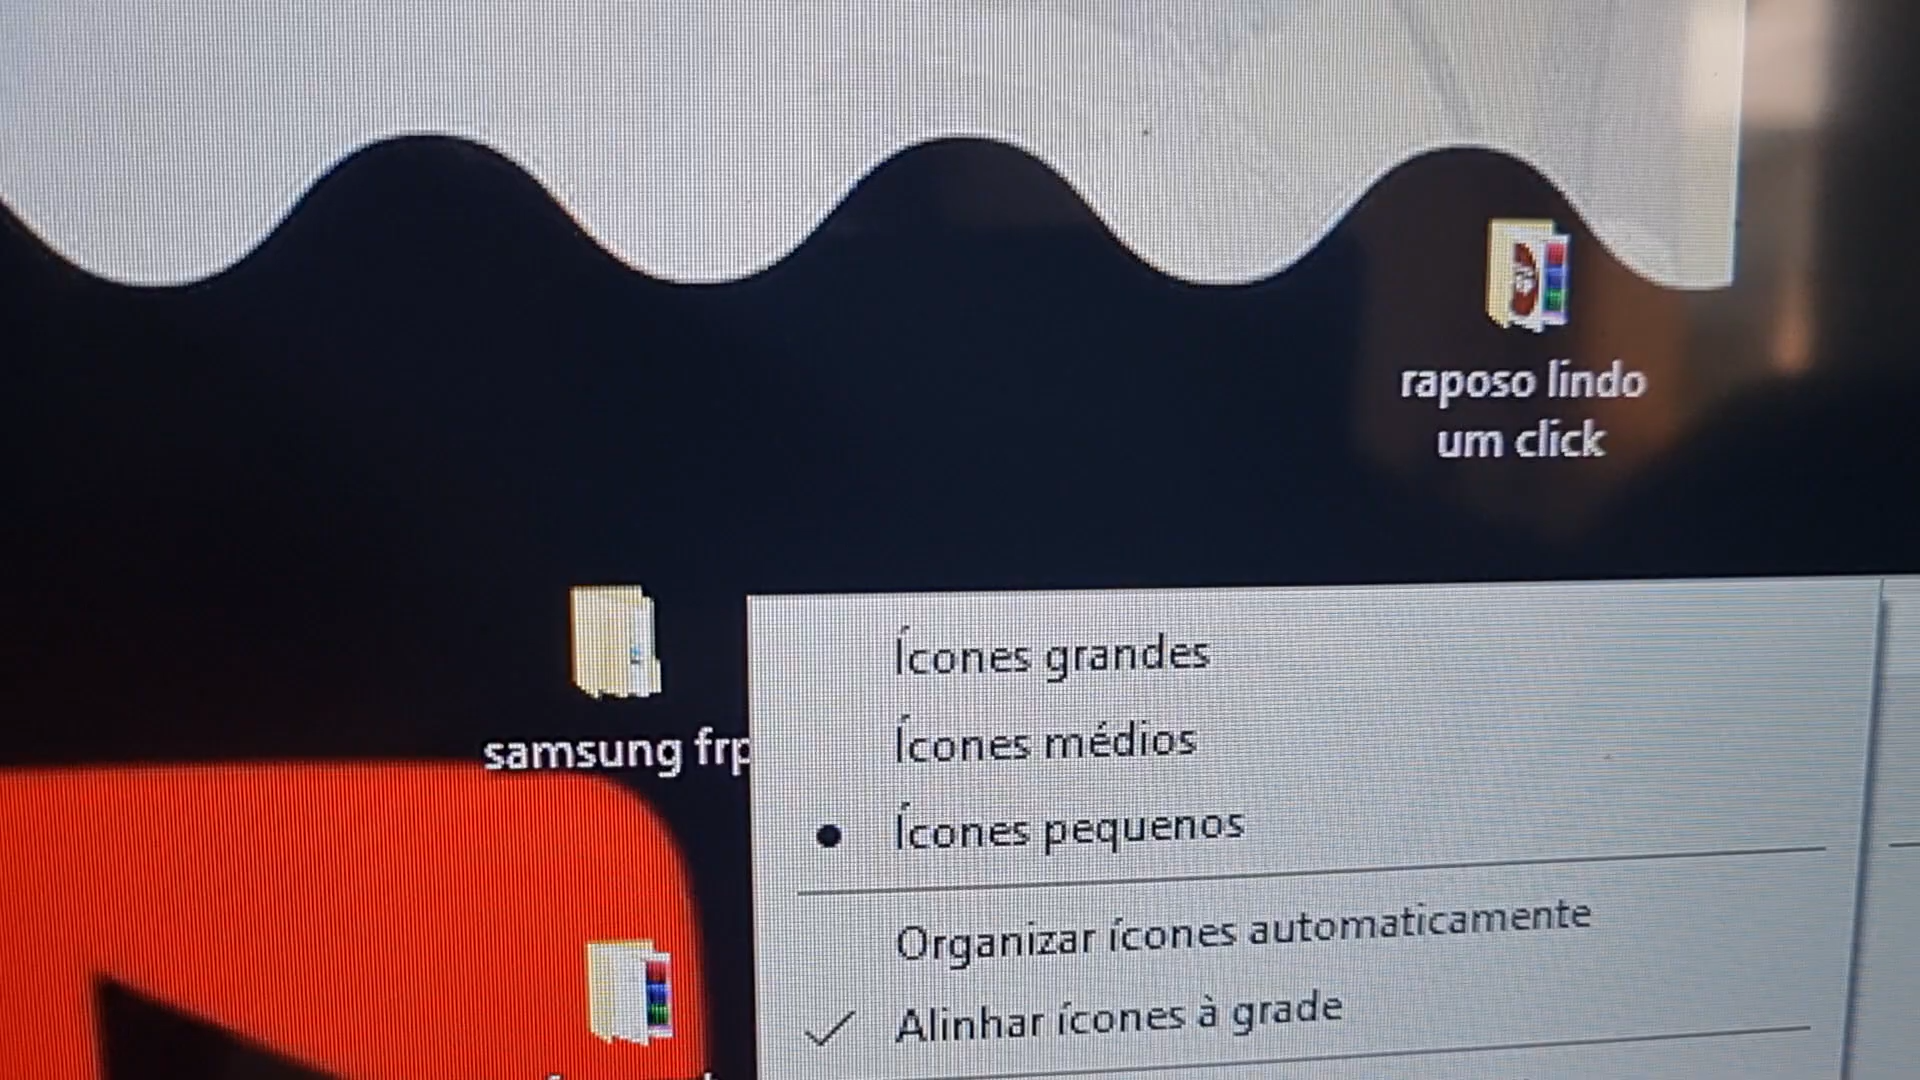 raposo lindo
um click
samsung frp
Ícones grandes
Ícones médios
Ícones pequenos
Organizar ícones automaticamente
Alinhar ícones à grade